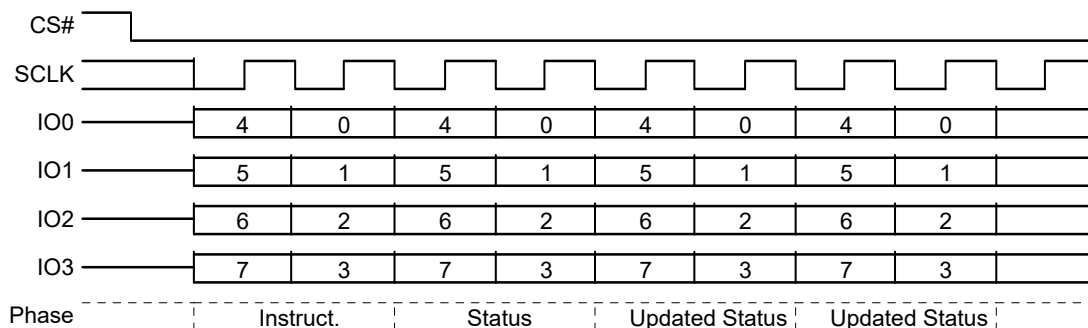 CS#
SCLK
IO0 4 0 4 0 4 0 4 0
IO1 5 1 5 1 5 1 5 1
IO2 6 2 6 2 6 2 6 2
IO3 7 3 7 3 7 3 7 3
Phase Instruct. Status Updated Status Updated Status